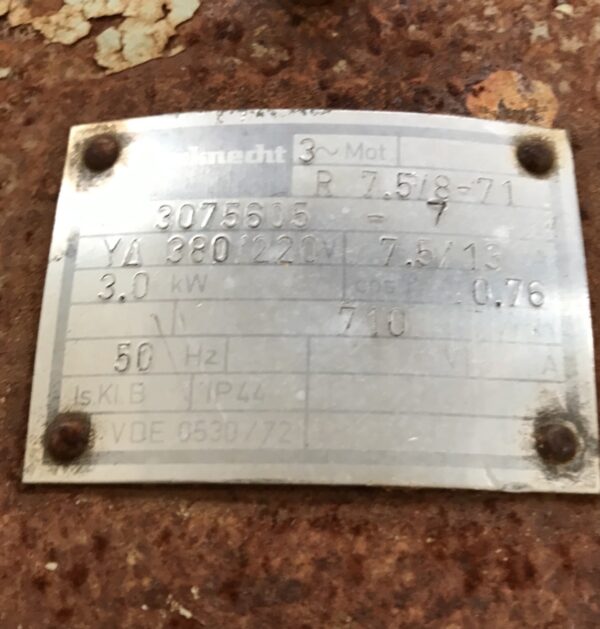 knecht 3~ Mot
R 7.5/8-71
3075605 - 7
YΔ 380/220V 7.5/13
3.0 kW cos 0.76
710
50 Hz V A
Is.Kl.B IP44
VDE 0530/72